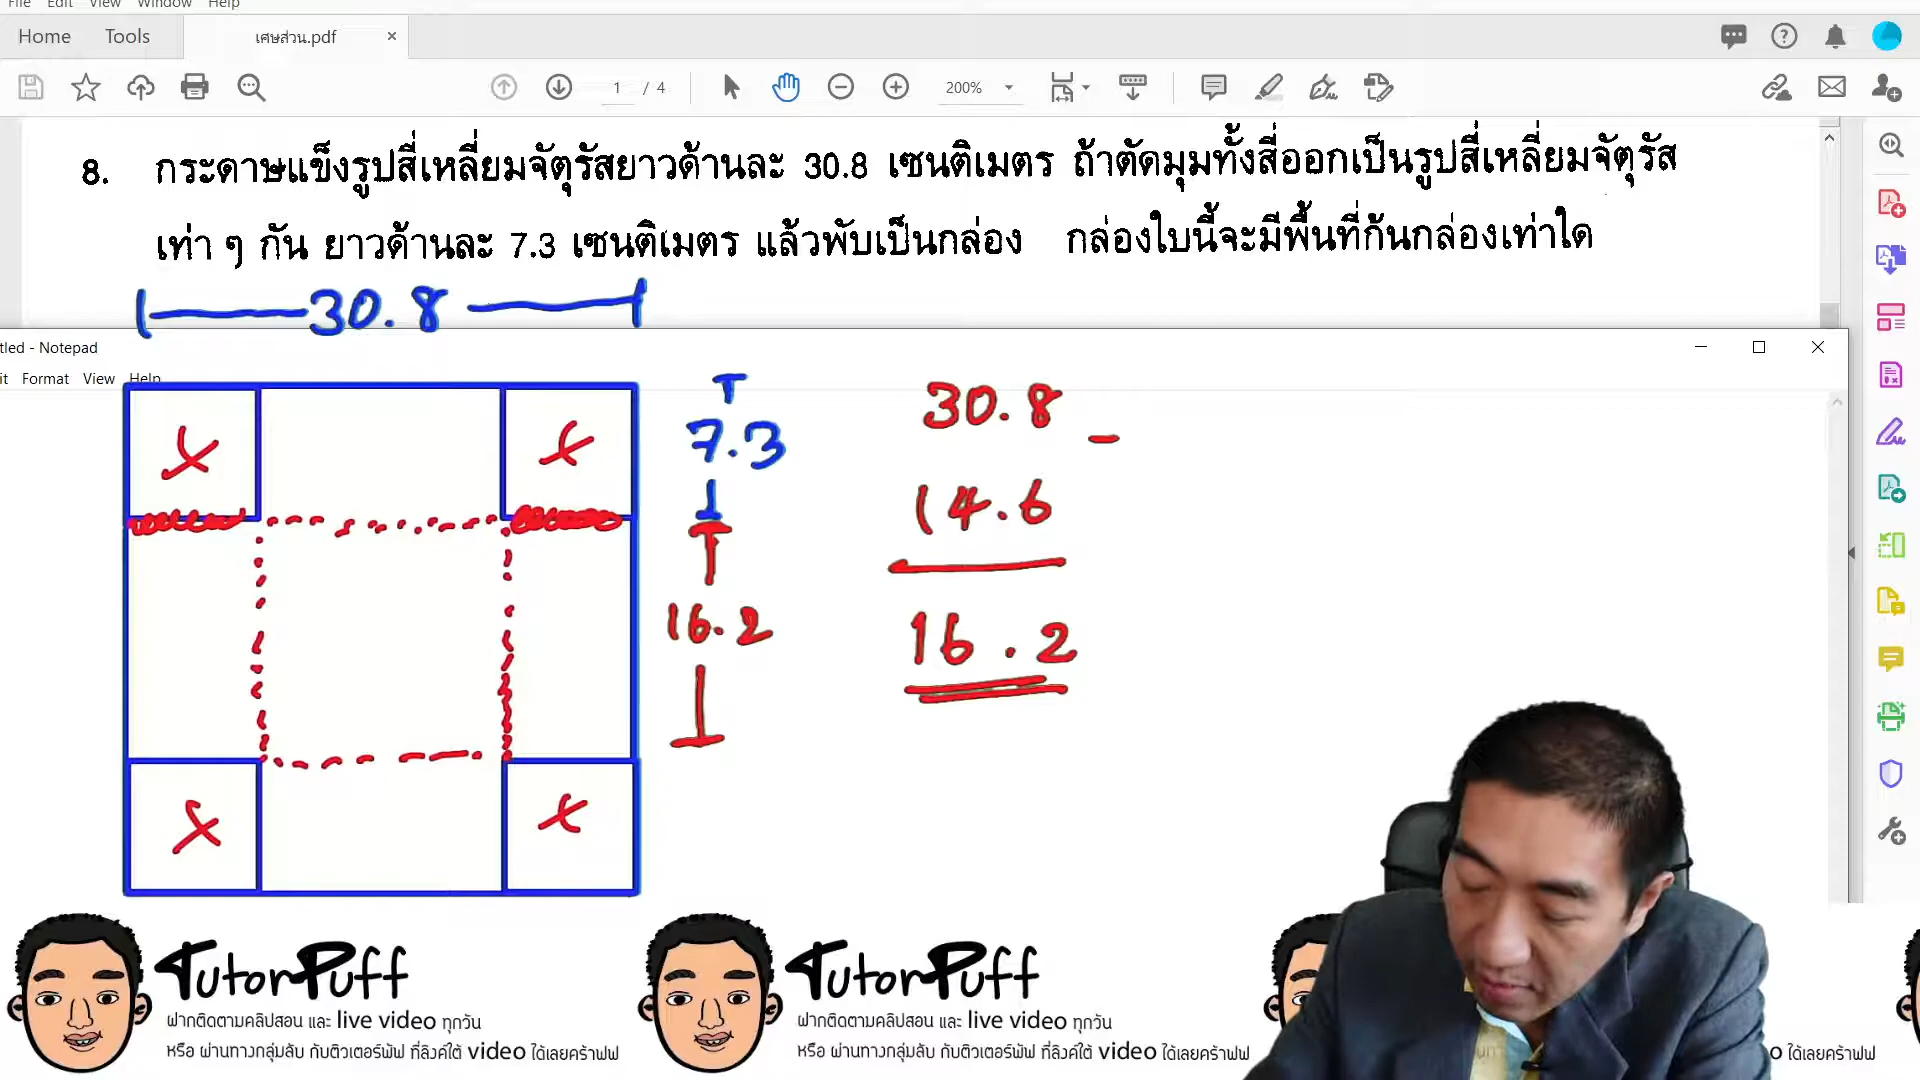 File Edit View Window Help
Home Tools เศษส่วน.pdf ×
1 / 4 200%
8. กระดาษแข็งรูปสี่เหลี่ยมจัตุรัสยาวด้านละ 30.8 เซนติเมตร ถ้าตัดมุมทั้งสี่ออกเป็นรูปสี่เหลี่ยมจัตุรัส
เท่า ๆ กัน ยาวด้านละ 7.3 เซนติเมตร แล้วพับเป็นกล่อง กล่องใบนี้จะมีพื้นที่ก้นกล่องเท่าใด
30.8
tled - Notepad
it Format View Help
7.3
16.2
30.8 -
14.6
16.2
TutorPuff
ฝากติดตามคลิปสอน และ live video ทุกวัน
หรือ ผ่านทางกลุ่มลับ กับติวเตอร์พัฟ ที่ลิงค์ใต้ video ได้เลยคร้าฟฟ
TutorPuff
ฝากติดตามคลิปสอน และ live video ทุกวัน
หรือ ผ่านทางกลุ่มลับ กับติวเตอร์พัฟ ที่ลิงค์ใต้ video ได้เลยคร้าฟฟ
o ได้เลยคร้าฟฟ